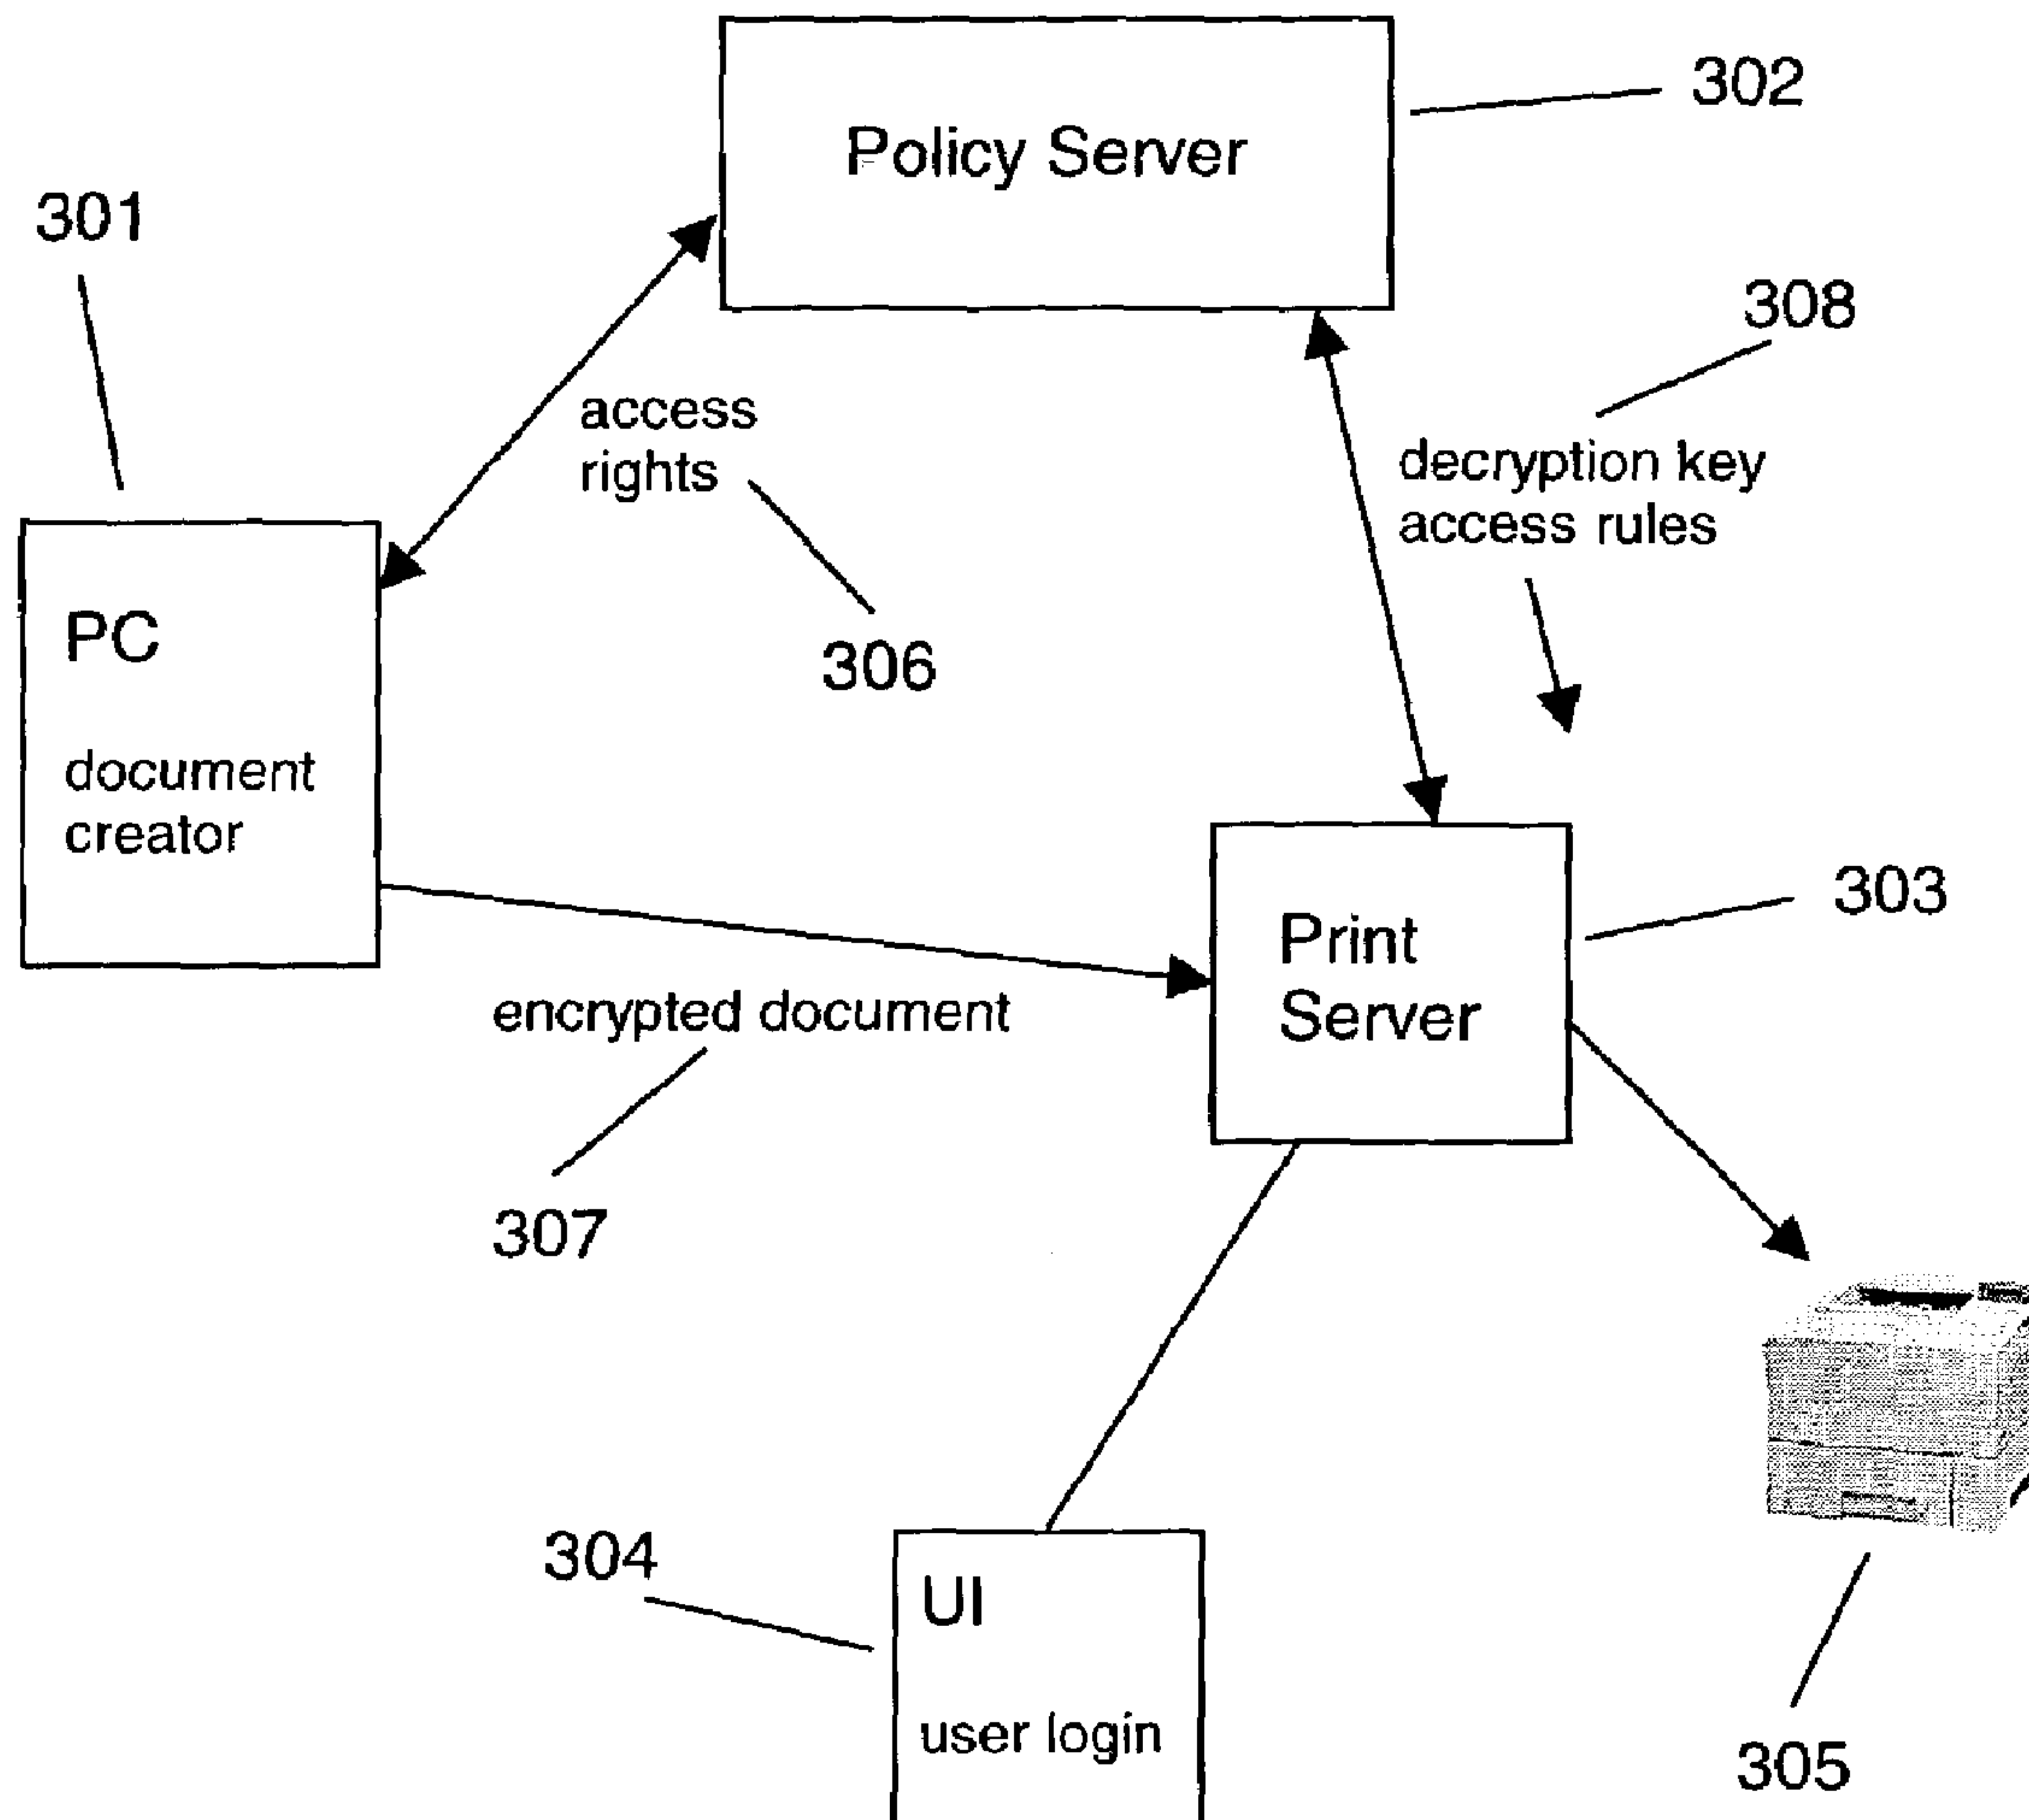 302
Policy Server
301
308
access
rights
decryption key
access rules
306
PC
document
creator
303
Print
Server
encrypted document
307
304
UI
user login
305